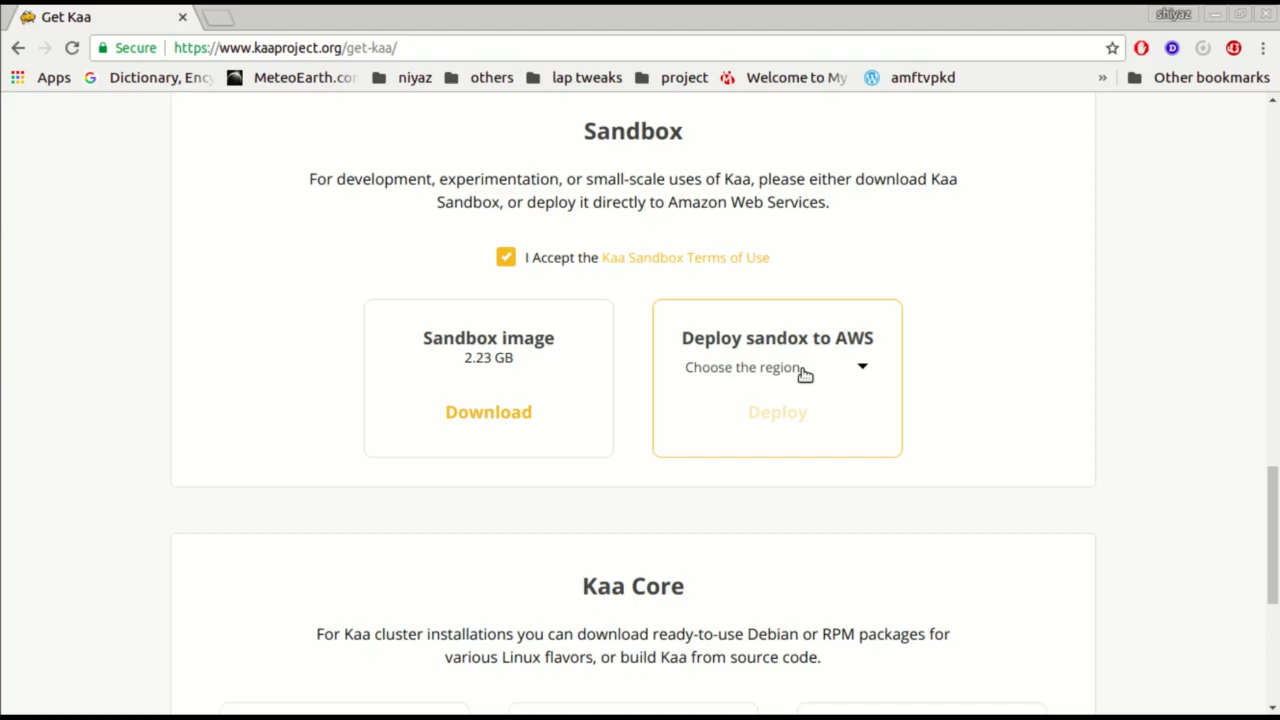 Get Kaa
shiyaz
Secure https://www.kaaproject.org/get-kaa/
Apps Dictionary, Ency MeteoEarth.con niyaz others lap tweaks project Welcome to My amftvpkd » Other bookmarks
Sandbox
For development, experimentation, or small-scale uses of Kaa, please either download Kaa
Sandbox, or deploy it directly to Amazon Web Services.
I Accept the Kaa Sandbox Terms of Use
Sandbox image
2.23 GB
Download
Deploy sandox to AWS
Choose the region
Deploy
Kaa Core
For Kaa cluster installations you can download ready-to-use Debian or RPM packages for
various Linux flavors, or build Kaa from source code.